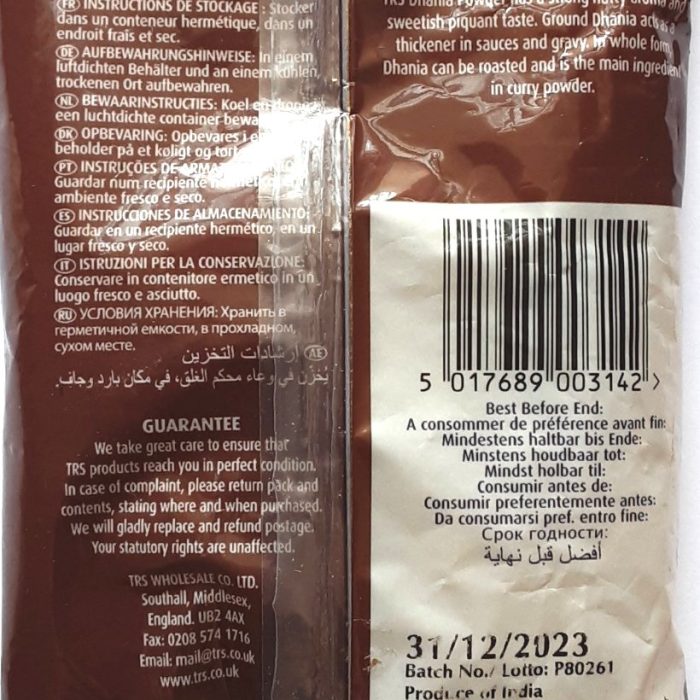 FR INSTRUCTIONS DE STOCKAGE : Stocker
dans un conteneur hermétique, dans un
endroit frais et sec.
DE AUFBEWAHRUNGSHINWEISE: In einem
luftdichten Behälter und an einem kühlen,
trockenen Ort aufbewahren.
NL BEWAARINSTRUCTIES: Koel en droog
een luchtdichte container
DK OPBEVARING: Opbevares i
beholder på et køligt og tørt
PT INSTRUÇÕES DE
Guardar num recipiente
ambiente fresco e seco.
ES INSTRUCCIONES DE ALMACENAMIENTO:
Guardar en un recipiente hermético, en un
lugar fresco y seco.
IT ISTRUZIONI PER LA CONSERVAZIONE:
Conservare in contenitore ermetico in un
luogo fresco e asciutto.
RU УСЛОВИЯ ХРАНЕНИЯ: Хранить в
герметичной емкости, в прохладном,
сухом месте.
AE إرشادات التخزين
يُخزّن في وعاء محكم الغلق، في مكان بارد وجاف.
GUARANTEE
We take great care to ensure that
TRS products reach you in perfect condition.
In case of complaint, please return pack and
contents, stating where and when purchased.
We will gladly replace and refund postage.
Your statutory rights are unaffected.
TRS WHOLESALE CO. LTD.
Southall, Middlesex,
England. UB2 4AX
Fax: 0208 574 1716
Email: mail@trs.co.uk
www.trs.co.uk
TRS Dhania Powder has a strong nutty aroma and
sweetish piquant taste. Ground Dhania acts as a
thickener in sauces and gravy. In whole form
Dhania can be roasted and is the main ingredient
in curry powder.
5 017689 003142 >
Best Before End:
A consommer de préférence avant fin:
Mindestens haltbar bis Ende:
Minstens houdbaar tot:
Mindst holbar til:
Consumir antes de:
Consumir preferentemente antes:
Da consumarsi pref. entro fine:
Срок годности:
أفضل قبل نهاية
31/12/2023
Batch No./ Lotto: P80261
Produce of India